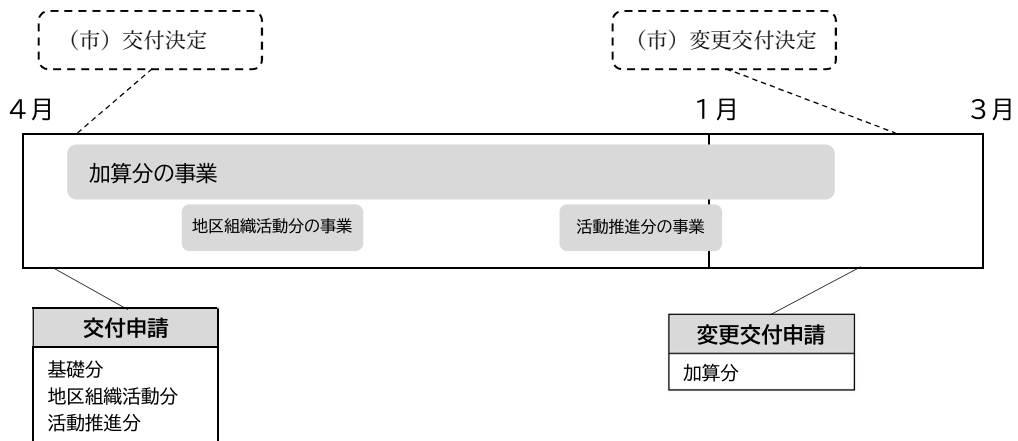 （市）交付決定
（市）変更交付決定
４月
１月
３月
加算分の事業
地区組織活動分の事業
活動推進分の事業
交付申請
基礎分
地区組織活動分
活動推進分
変更交付申請
加算分